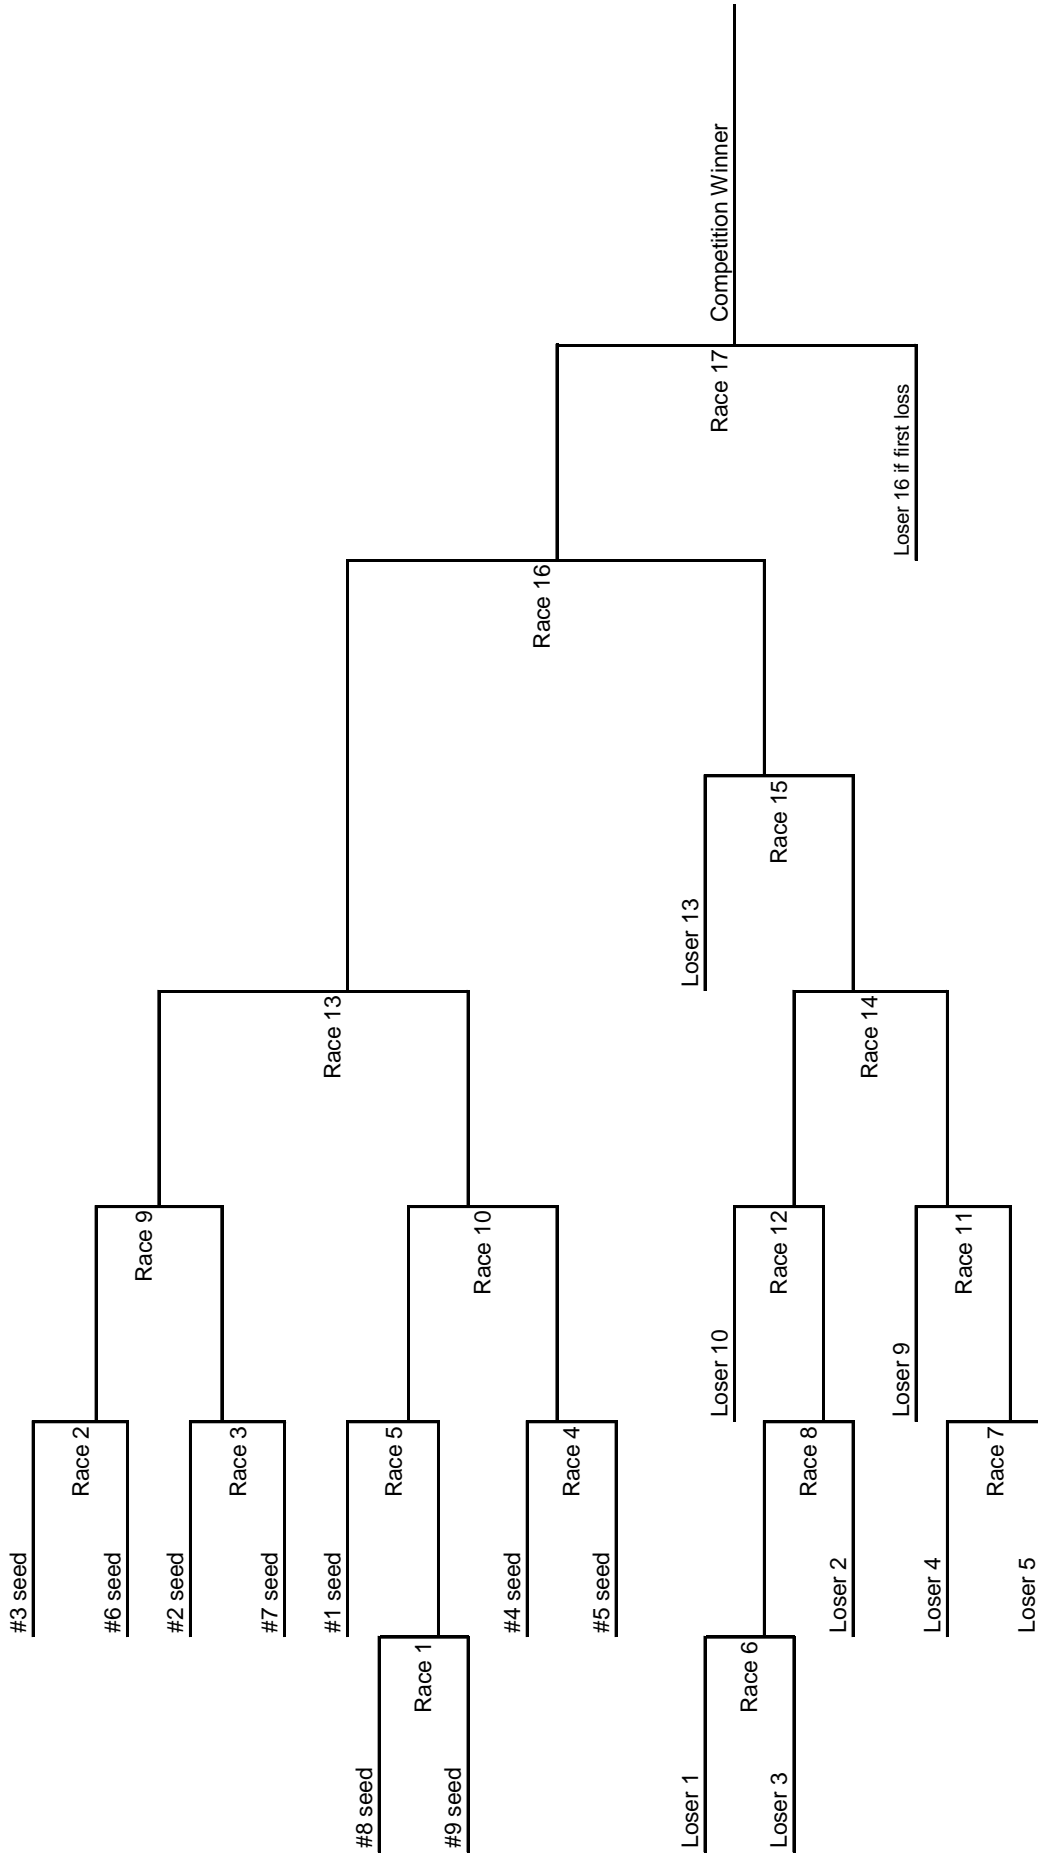 #8 seed
#9 seed
Race 1
Loser 1
Loser 3
Race 6
#3 seed
#6 seed
Race 2
#2 seed
#7 seed
Race 3
#1 seed
Race 5
#4 seed
#5 seed
Race 4
Loser 2
Race 8
Loser 4
Loser 5
Race 7
Race 9
Race 10
Loser 10
Race 12
Loser 9
Race 11
Race 13
Race 14
Loser 13
Race 15
Race 16
Loser 16 if first loss
Race 17
Competition Winner